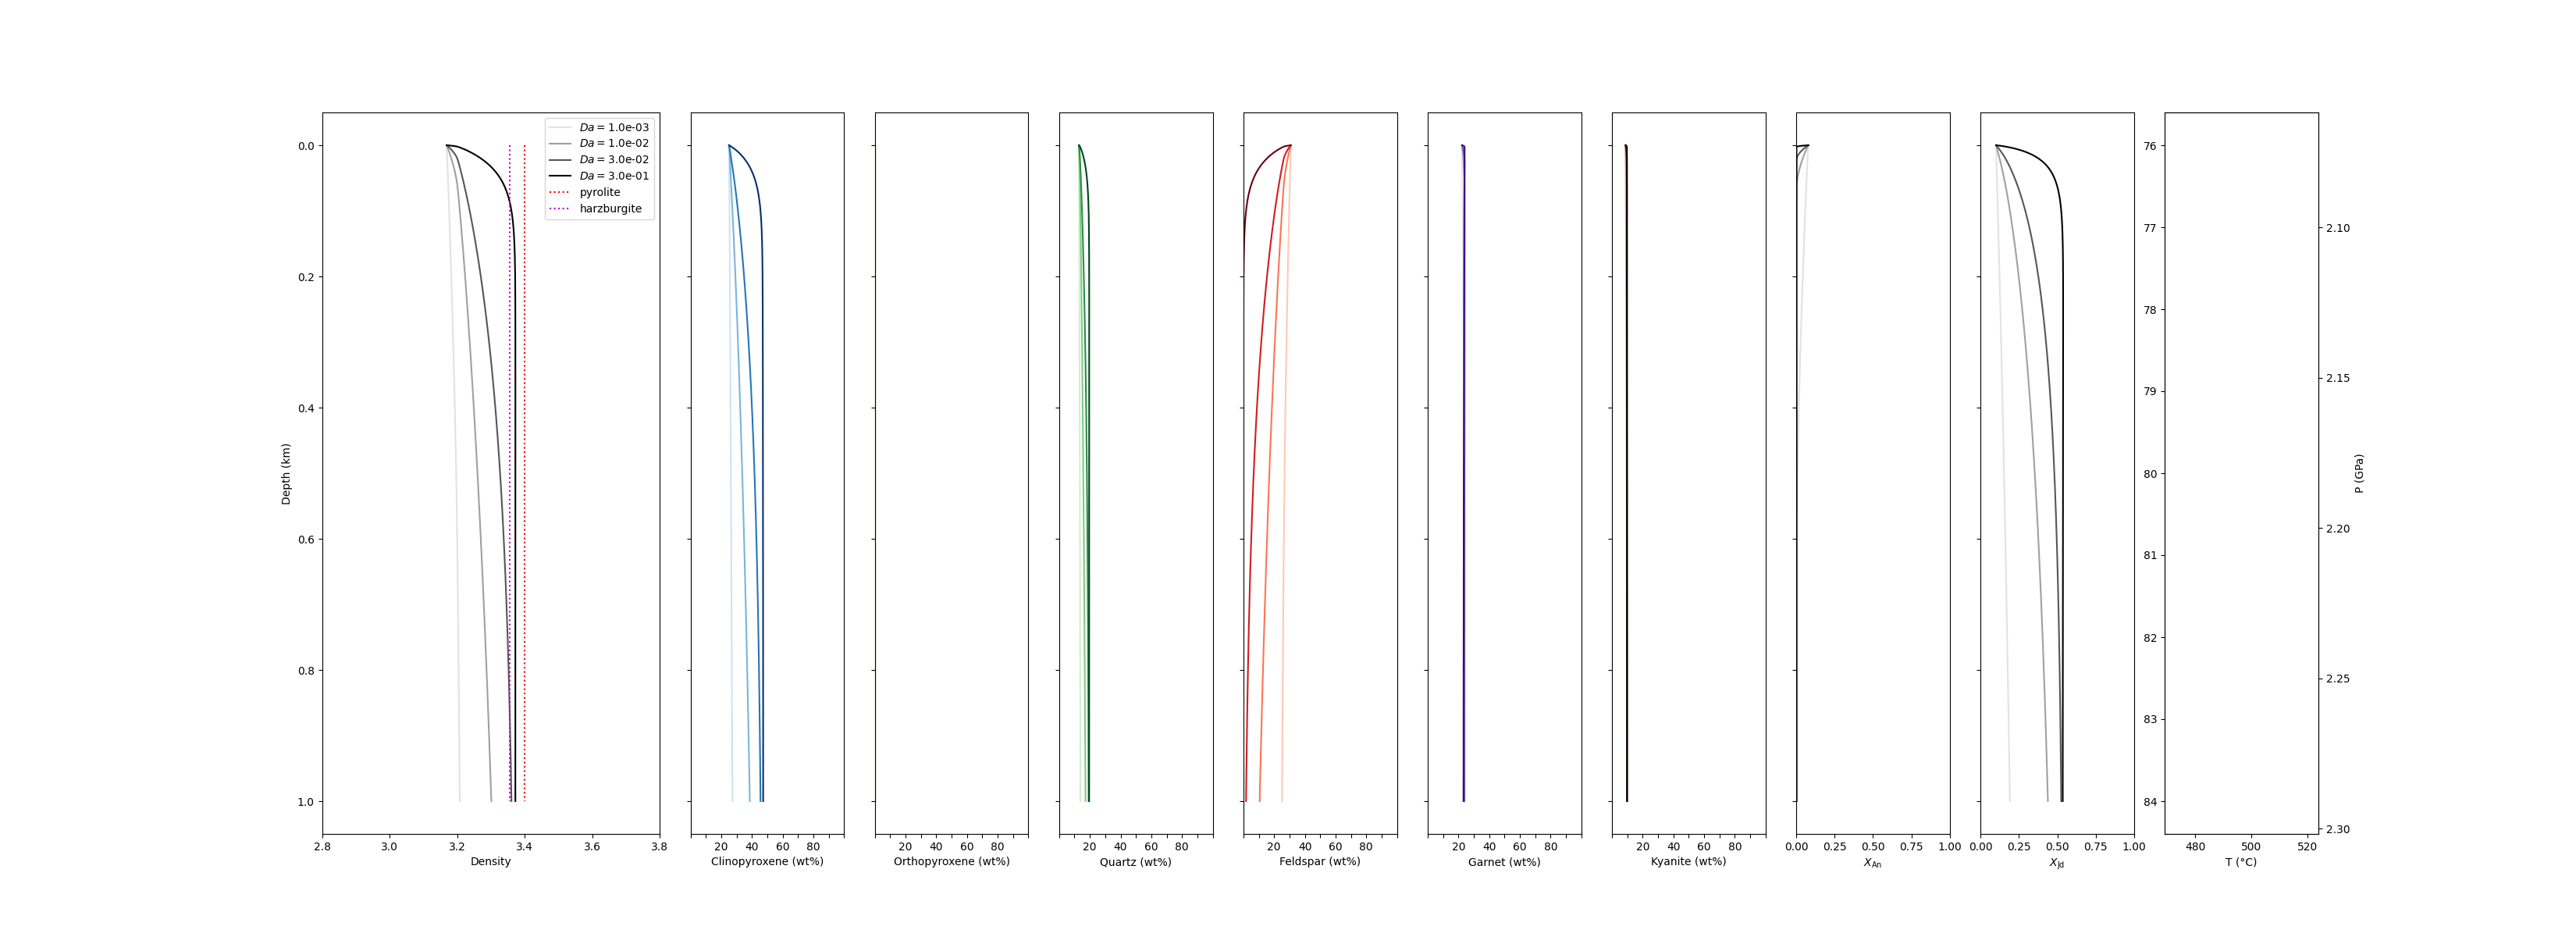 Da = 1.0e-03
Da = 1.0e-02
Da = 3.0e-02
Da = 3.0e-01
pyrolite
harzburgite
Depth (km)
0.0
0.2
0.4
0.6
0.8
1.0
2.8 3.0 3.2 3.4 3.6 3.8
Density
20 40 60 80
Clinopyroxene (wt%)
20 40 60 80
Orthopyroxene (wt%)
20 40 60 80
Quartz (wt%)
20 40 60 80
Feldspar (wt%)
20 40 60 80
Garnet (wt%)
20 40 60 80
Kyanite (wt%)
0.00 0.25 0.50 0.75 1.00
X_An
0.00 0.25 0.50 0.75 1.00
X_Jd
76
77
78
79
80
81
82
83
84
480 500 520
T (°C)
2.10
2.15
2.20
2.25
2.30
P (GPa)